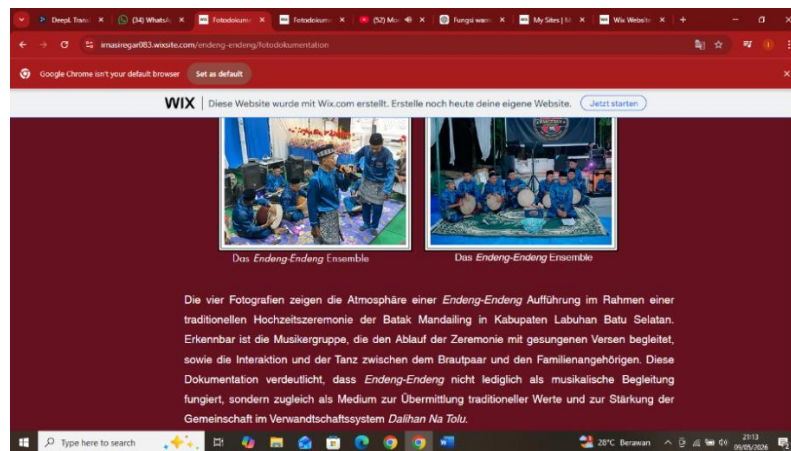 DeepL Trans
(34) WhatsA
Fotodokume
Fotodokume
(52) Mor
Fungsi warn
My Sites |
Wix Website
imasiregar083.wixsite.com/endeng-endeng/fotodokumentation
Google Chrome isn't your default browser
Set as default
WIX | Diese Website wurde mit Wix.com erstellt. Erstelle noch heute deine eigene Website. Jetzt starten
Das Endeng-Endeng Ensemble
Das Endeng-Endeng Ensemble
Die vier Fotografien zeigen die Atmosphäre einer Endeng-Endeng Aufführung im Rahmen einer
traditionellen Hochzeitszeremonie der Batak Mandailing in Kabupaten Labuhan Batu Selatan.
Erkennbar ist die Musikergruppe, die den Ablauf der Zeremonie mit gesungenen Versen begleitet,
sowie die Interaktion und der Tanz zwischen dem Brautpaar und den Familienangehörigen. Diese
Dokumentation verdeutlicht, dass Endeng-Endeng nicht lediglich als musikalische Begleitung
fungiert, sondern zugleich als Medium zur Übermittlung traditioneller Werte und zur Stärkung der
Gemeinschaft im Verwandtschaftssystem Dalihan Na Tolu.
Type here to search
28°C Berawan
21:13
09/05/2026